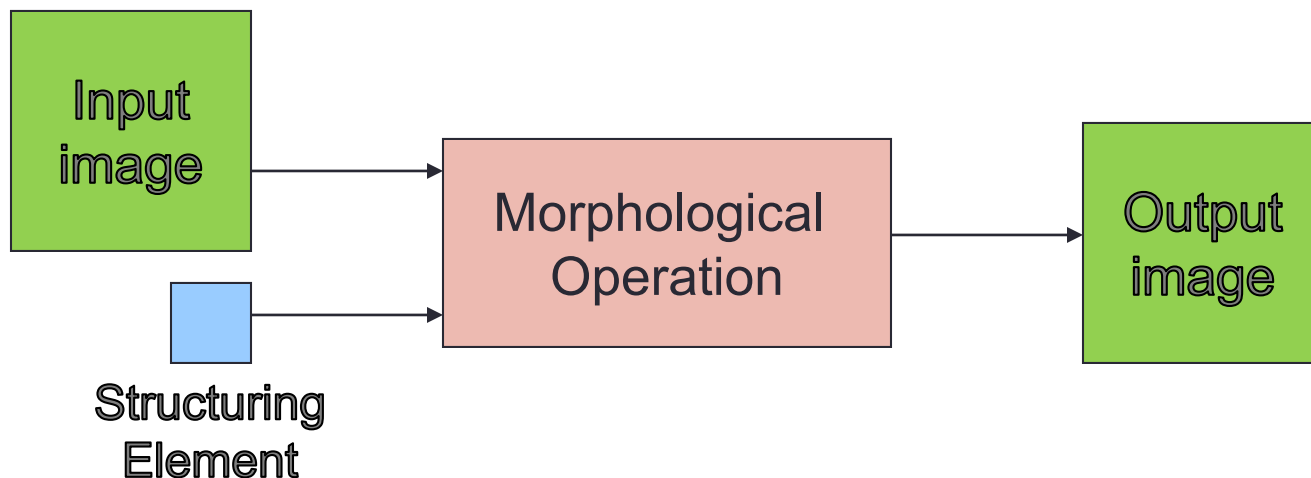 Input
image
Morphological
Operation
Output
image
Structuring
Element